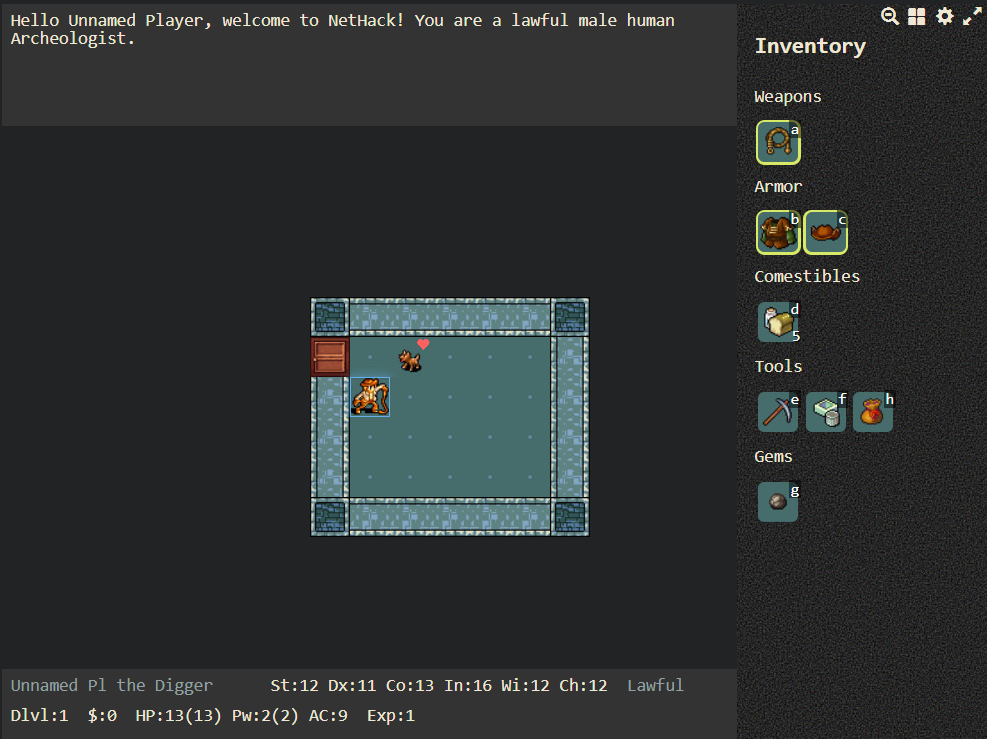 Hello Unnamed Player, welcome to NetHack! You are a lawful male human
Archeologist.
Inventory
Weapons
a
Armor
b c
Comestibles
d
5
Tools
e f h
Gems
g
Unnamed Pl the Digger St:12 Dx:11 Co:13 In:16 Wi:12 Ch:12 Lawful
Dlvl:1 $:0 HP:13(13) Pw:2(2) AC:9 Exp:1